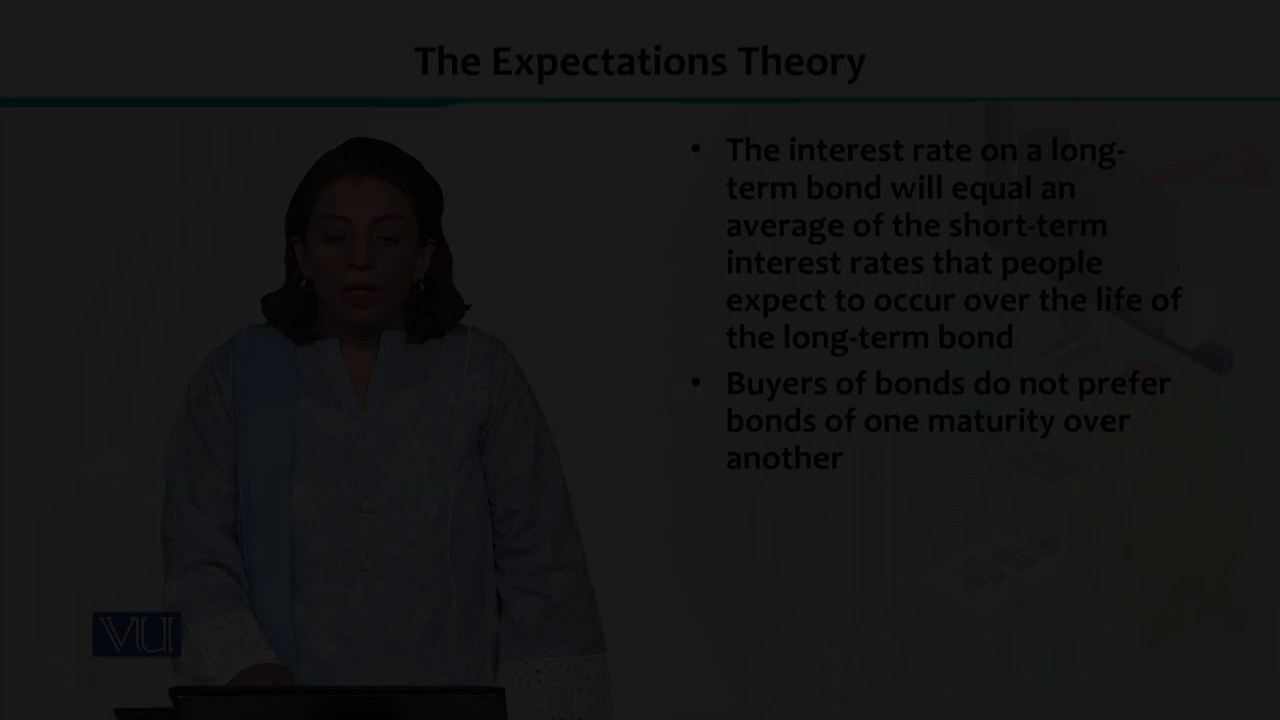 The Expectations Theory
• The interest rate on a long-
term bond will equal an
average of the short-term
interest rates that people
expect to occur over the life of
the long-term bond
• Buyers of bonds do not prefer
bonds of one maturity over
another
VU